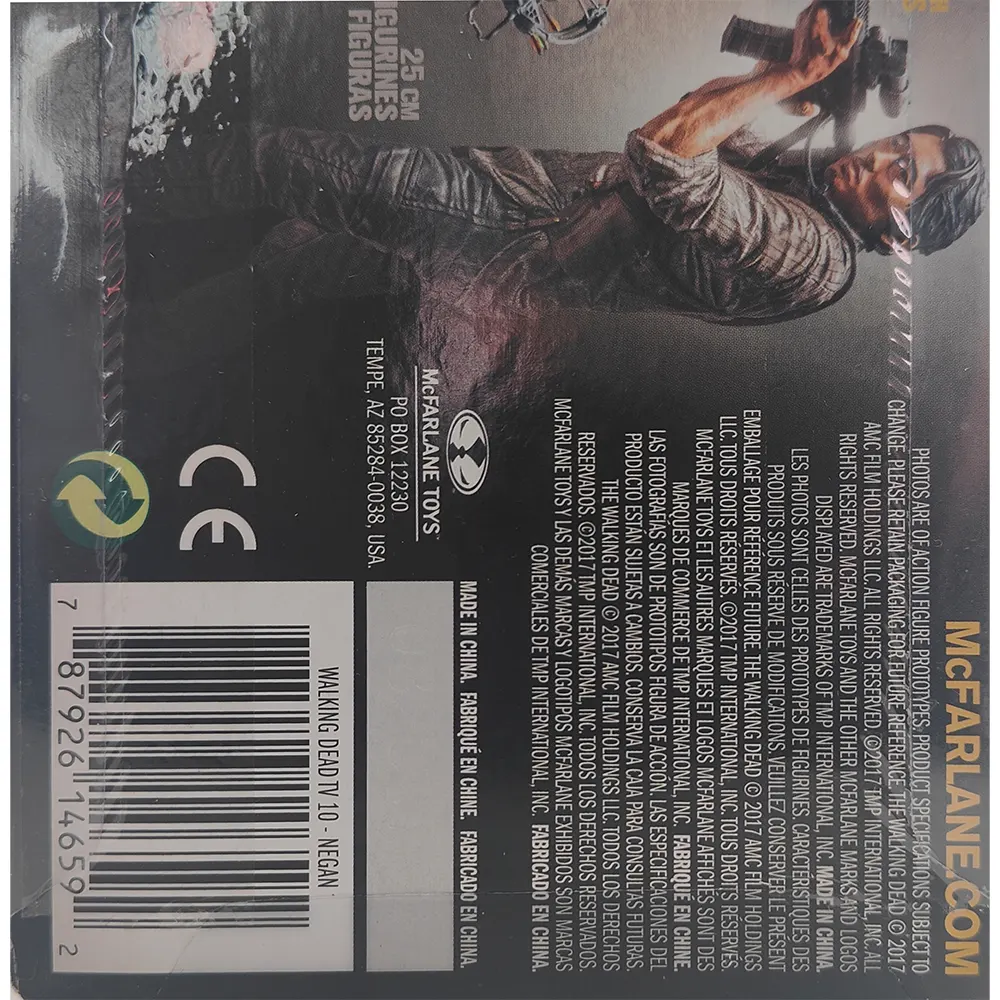 McFARLANE.COM
PHOTOS ARE OF ACTION FIGURE PROTOTYPES. PRODUCT SPECIFICATIONS SUBJECT TO
CHANGE. PLEASE RETAIN PACKAGING FOR FUTURE REFERENCE. THE WALKING DEAD © 2017
AMC FILM HOLDINGS LLC. ALL RIGHTS RESERVED. ©2017 TMP INTERNATIONAL, INC. ALL
RIGHTS RESERVED. MCFARLANE TOYS AND THE OTHER MCFARLANE MARAS AND LOGOS
DISPLAYED ARE TRADEMARKS OF TMP INTERNATIONAL, INC. MADE IN CHINA.
LES PHOTOS SONT CELLES DES PROTOTYPES DE FIGURINES. CARACTÉRISTIQUES DES
PRODUITS SOUS RÉSERVE DE MODIFICATIONS. VEUILLEZ CONSERVER LE PRÉSENT
EMBALLAGE POUR RÉFÉRENCE FUTURE. THE WALKING DEAD © 2017 AMC FILM HOLDINGS
LLC. TOUS DROITS RESERVÉS. ©2017 TMP INTERNATIONAL, INC. TOUS DROITS RESERVÉS.
MCFARLANE TOYS ET LES AUTRES MARQUES ET LOGOS MCFARLANE AFFICHÉS SONT DES
MARQUES DE COMMERCE DE TMP INTERNATIONAL, INC. FABRIQUÉ EN CHINE.
LAS FOTOGRAFÍAS SON DE PROTOTIPOS FIGURA DE ACCIÓN. LAS ESPECIFICACIONES DEL
PRODUCTO ESTÁN SUJETAS A CAMBIOS. CONSERVA LA CAJA PARA CONSULTAS FUTURAS.
THE WALKING DEAD © 2017 AMC FILM HOLDINGS LLC. TODOS LOS DERECHOS
RESERVADOS. ©2017 TMP INTERNATIONAL, INC. TODOS LOS DERECHOS RESERVADOS.
MCFARLANE TOYS Y LAS DEMÁS MARCAS Y LOGOTIPOS MCFARLANE EXHIBIDOS SON MARCAS
COMERCIALES DE TMP INTERNATIONAL, INC. FABRICADO EN CHINA.
25 CM
FIGURINES
FIGURAS
McFARLANE TOYS
PO BOX 12230
TEMPE, AZ 85284-0038, USA
MADE IN CHINA. FABRIQUÉ EN CHINE. FABRICADO EN CHINA.
CE
WALKING DEAD TV 10 - NEGAN
7 87926 14659 2